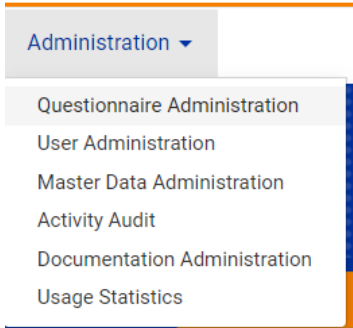 Administration
Questionnaire Administration
User Administration
Master Data Administration
Activity Audit
Documentation Administration
Usage Statistics